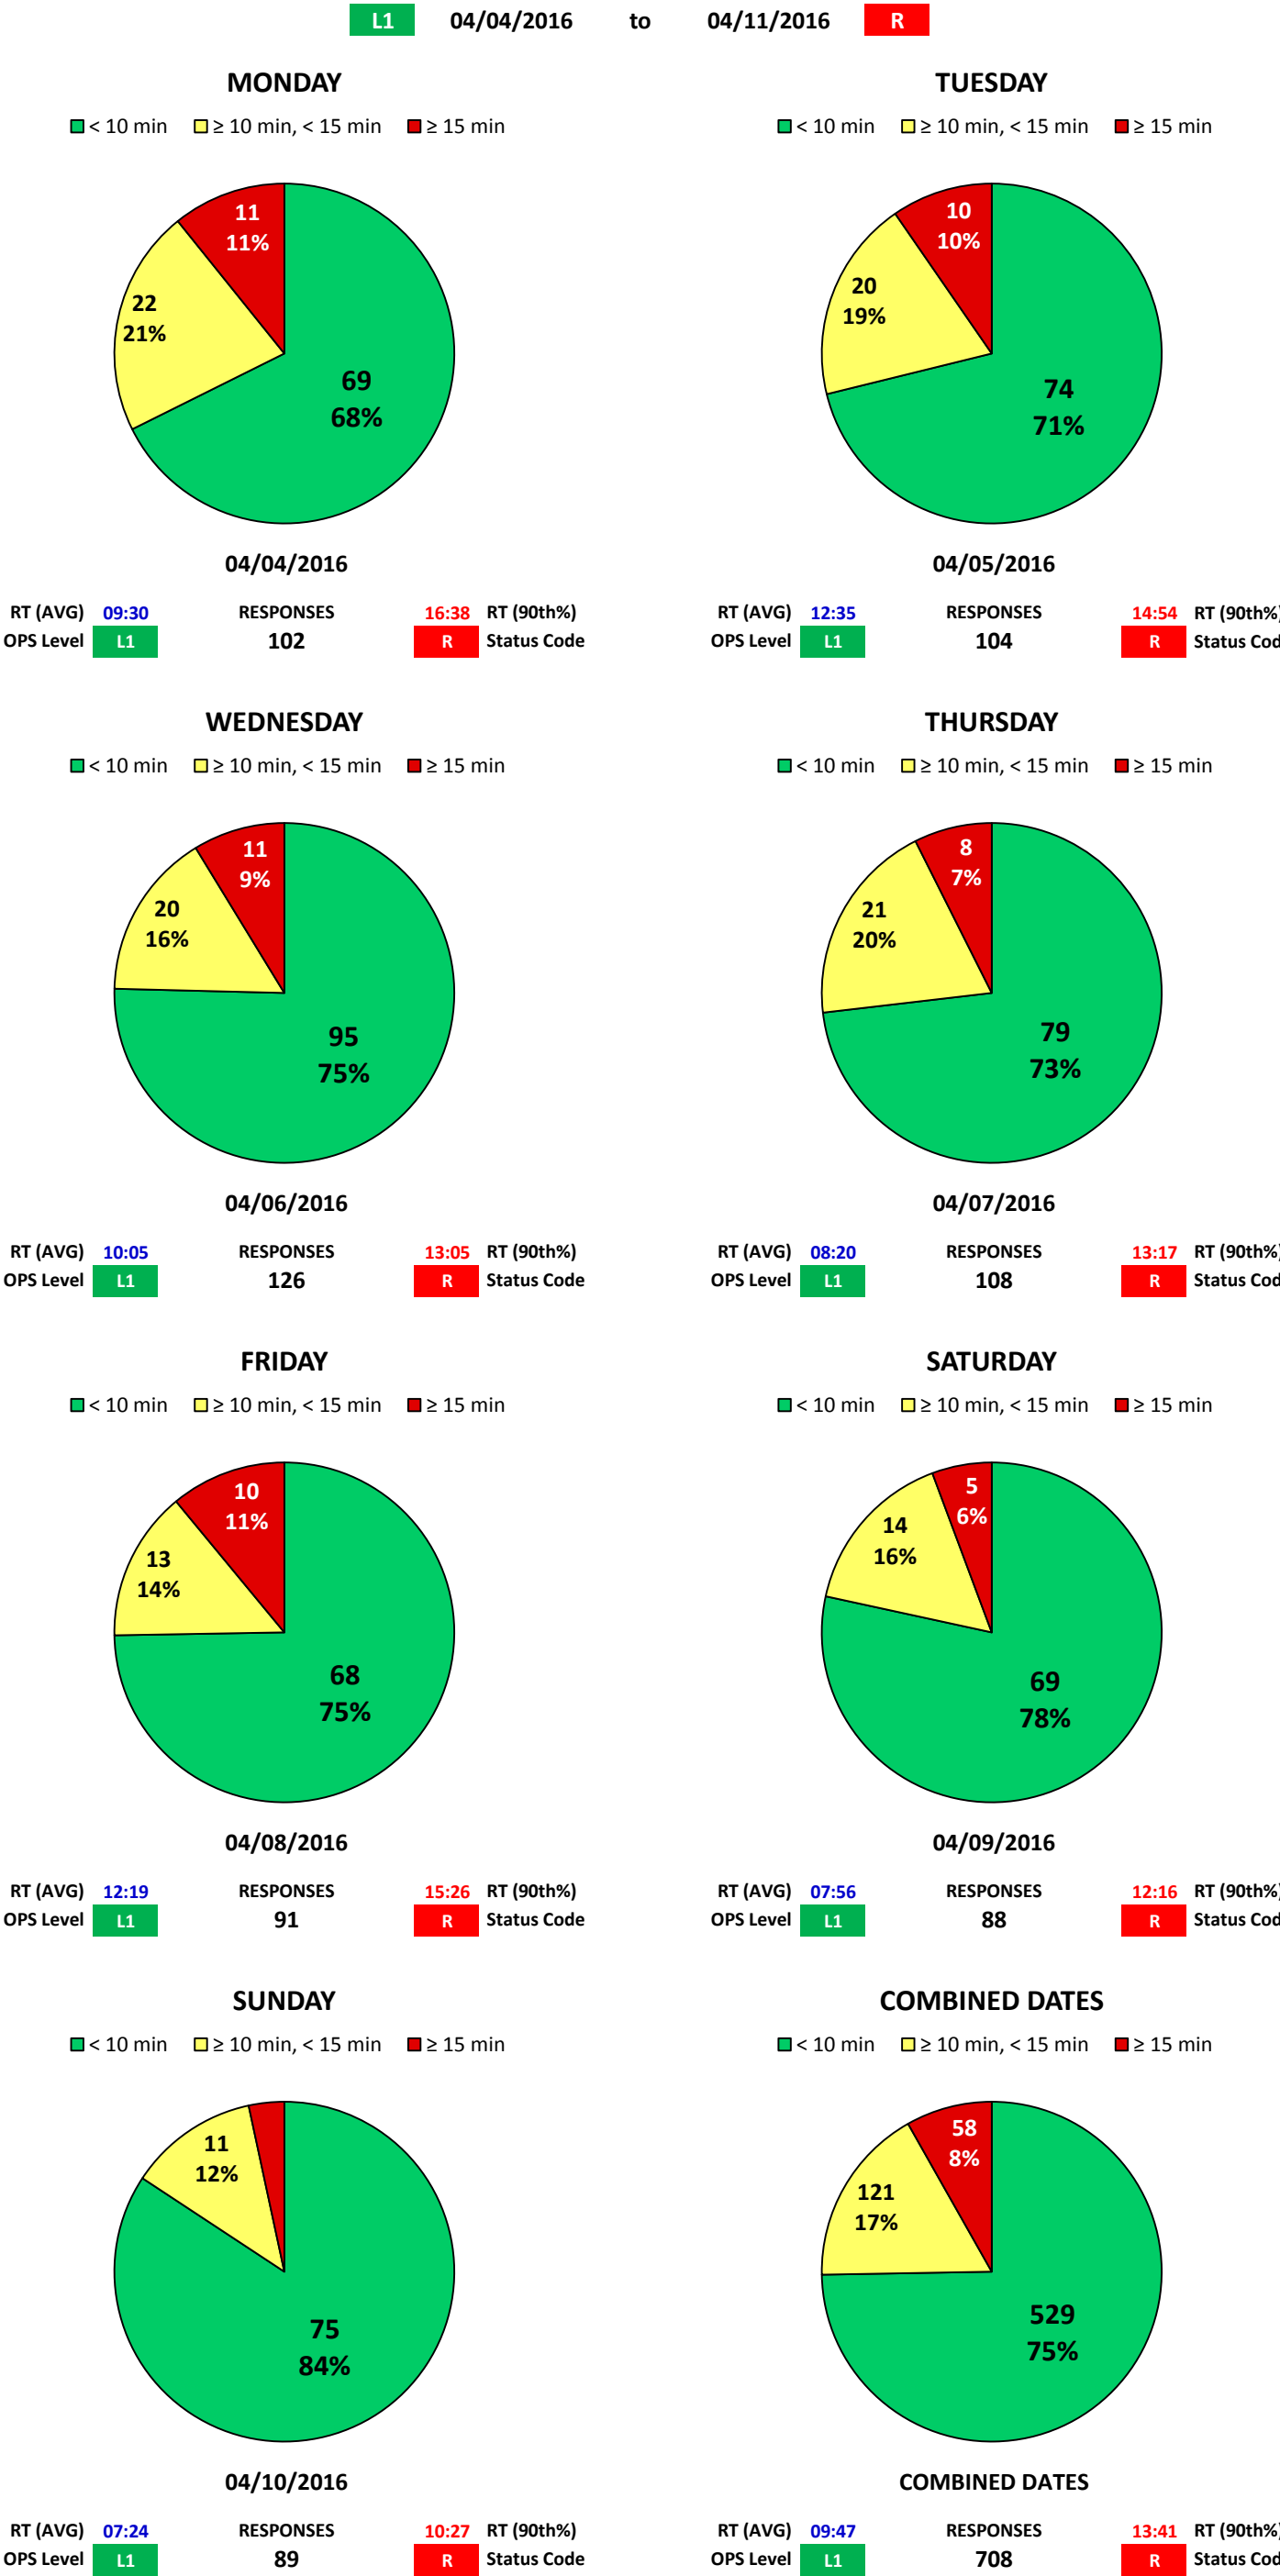 L1 04/04/2016 to 04/11/2016 R
MONDAY
< 10 min ≥ 10 min, < 15 min ≥ 15 min
11
11%
22
21%
69
68%
04/04/2016
RT (AVG) 09:30 RESPONSES 16:38 RT (90th%)
OPS Level L1 102 R Status Code
TUESDAY
< 10 min ≥ 10 min, < 15 min ≥ 15 min
10
10%
20
19%
74
71%
04/05/2016
RT (AVG) 12:35 RESPONSES 14:54 RT (90th%)
OPS Level L1 104 R Status Cod
WEDNESDAY
< 10 min ≥ 10 min, < 15 min ≥ 15 min
11
9%
20
16%
95
75%
04/06/2016
RT (AVG) 10:05 RESPONSES 13:05 RT (90th%)
OPS Level L1 126 R Status Code
THURSDAY
< 10 min ≥ 10 min, < 15 min ≥ 15 min
8
7%
21
20%
79
73%
04/07/2016
RT (AVG) 08:20 RESPONSES 13:17 RT (90th%)
OPS Level L1 108 R Status Cod
FRIDAY
< 10 min ≥ 10 min, < 15 min ≥ 15 min
10
11%
13
14%
68
75%
04/08/2016
RT (AVG) 12:19 RESPONSES 15:26 RT (90th%)
OPS Level L1 91 R Status Code
SATURDAY
< 10 min ≥ 10 min, < 15 min ≥ 15 min
5
6%
14
16%
69
78%
04/09/2016
RT (AVG) 07:56 RESPONSES 12:16 RT (90th%)
OPS Level L1 88 R Status Cod
SUNDAY
< 10 min ≥ 10 min, < 15 min ≥ 15 min
11
12%
75
84%
04/10/2016
RT (AVG) 07:24 RESPONSES 10:27 RT (90th%)
OPS Level L1 89 R Status Code
COMBINED DATES
< 10 min ≥ 10 min, < 15 min ≥ 15 min
58
8%
121
17%
529
75%
COMBINED DATES
RT (AVG) 09:47 RESPONSES 13:41 RT (90th%)
OPS Level L1 708 R Status Cod